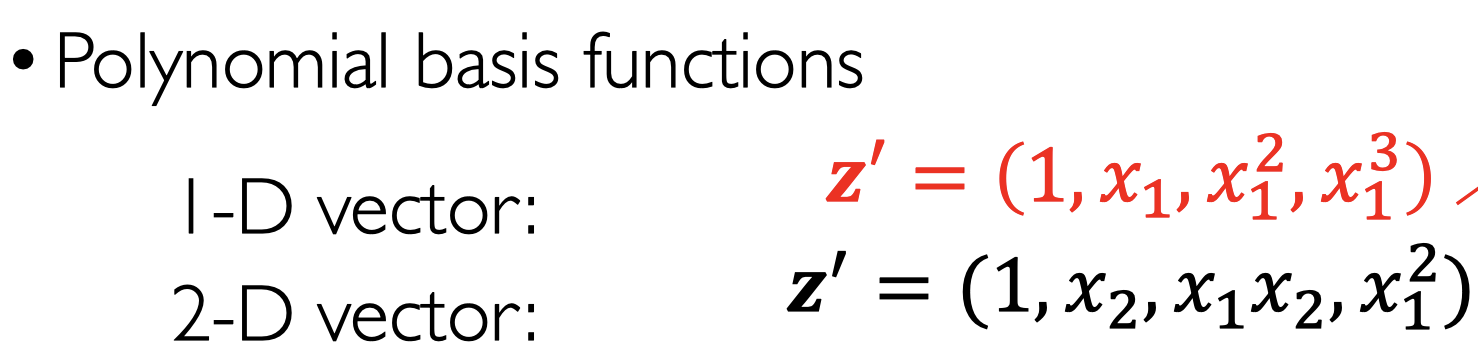 • Polynomial basis functions
1-D vector: 𝒛′ = (1, x₁, x₁², x₁³)
2-D vector: 𝒛′ = (1, x₂, x₁x₂, x₁²)